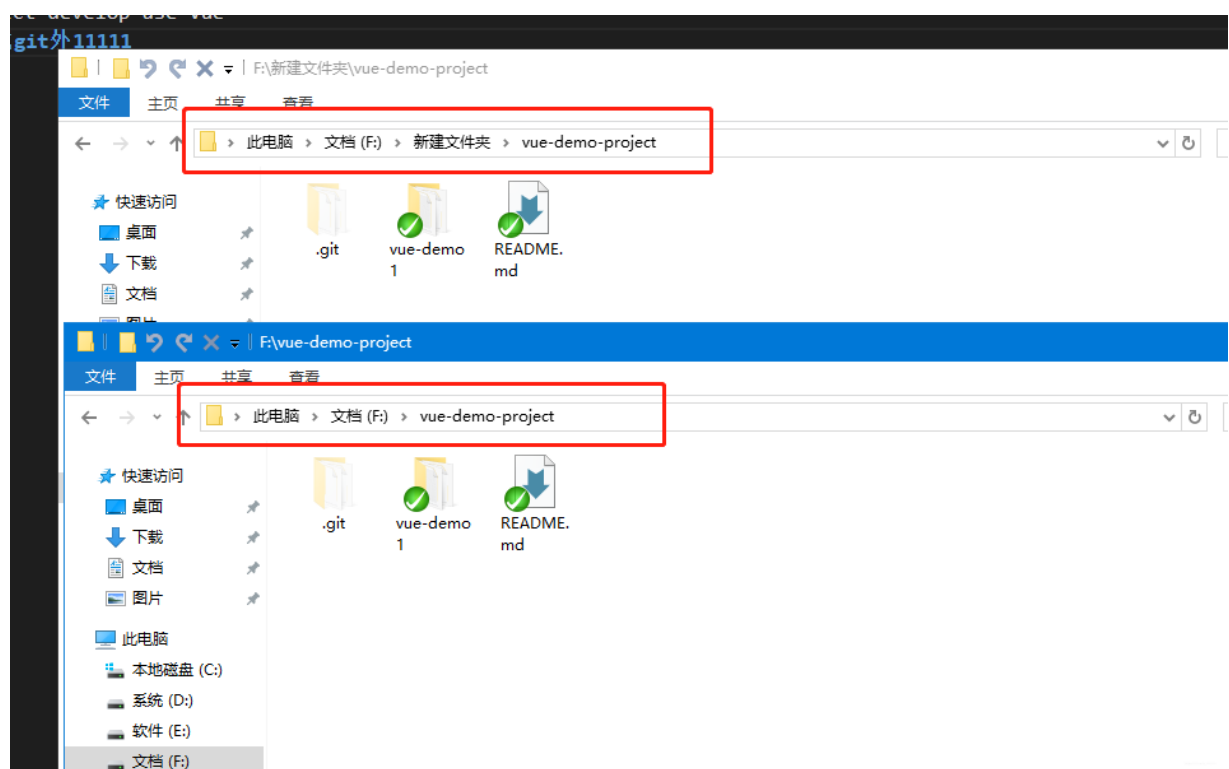 git外11111
F:\新建文件夹\vue-demo-project
文件 主页 共享 查看
此电脑 > 文档 (F:) > 新建文件夹 > vue-demo-project
快速访问
桌面
下载
文档
图片
.git
vue-demo
1
README.
md
F:\vue-demo-project
文件 主页 共享 查看
此电脑 > 文档 (F:) > vue-demo-project
快速访问
桌面
下载
文档
图片
此电脑
本地磁盘 (C:)
系统 (D:)
软件 (E:)
文档 (F:)
.git
vue-demo
1
README.
md